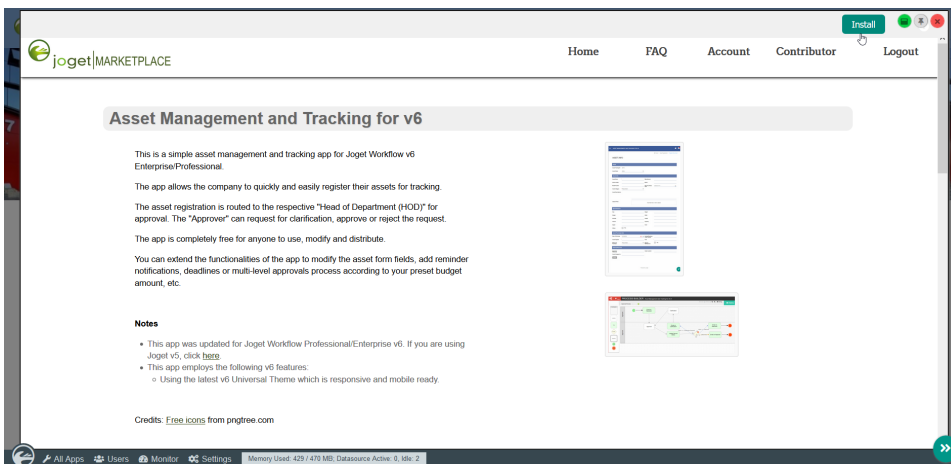 Install
joget MARKETPLACE
Home FAQ Account Contributor Logout
Asset Management and Tracking for v6
This is a simple asset management and tracking app for Joget Workflow v6
Enterprise/Professional.
The app allows the company to quickly and easily register their assets for tracking.
The asset registration is routed to the respective "Head of Department (HOD)" for
approval. The "Approver" can request for clarification, approve or reject the request.
The app is completely free for anyone to use, modify and distribute.
You can extend the functionalities of the app to modify the asset form fields, add reminder
notifications, deadlines or multi-level approvals process according to your preset budget
amount, etc.
Notes
This app was updated for Joget Workflow Professional/Enterprise v6. If you are using
Joget v5, click here.
This app employs the following v6 features:
Using the latest v6 Universal Theme which is responsive and mobile ready.
Credits: Free icons from pngtree.com
All Apps Users Monitor Settings Memory Used: 429 / 470 MB; Datasource Active: 0, Idle: 2